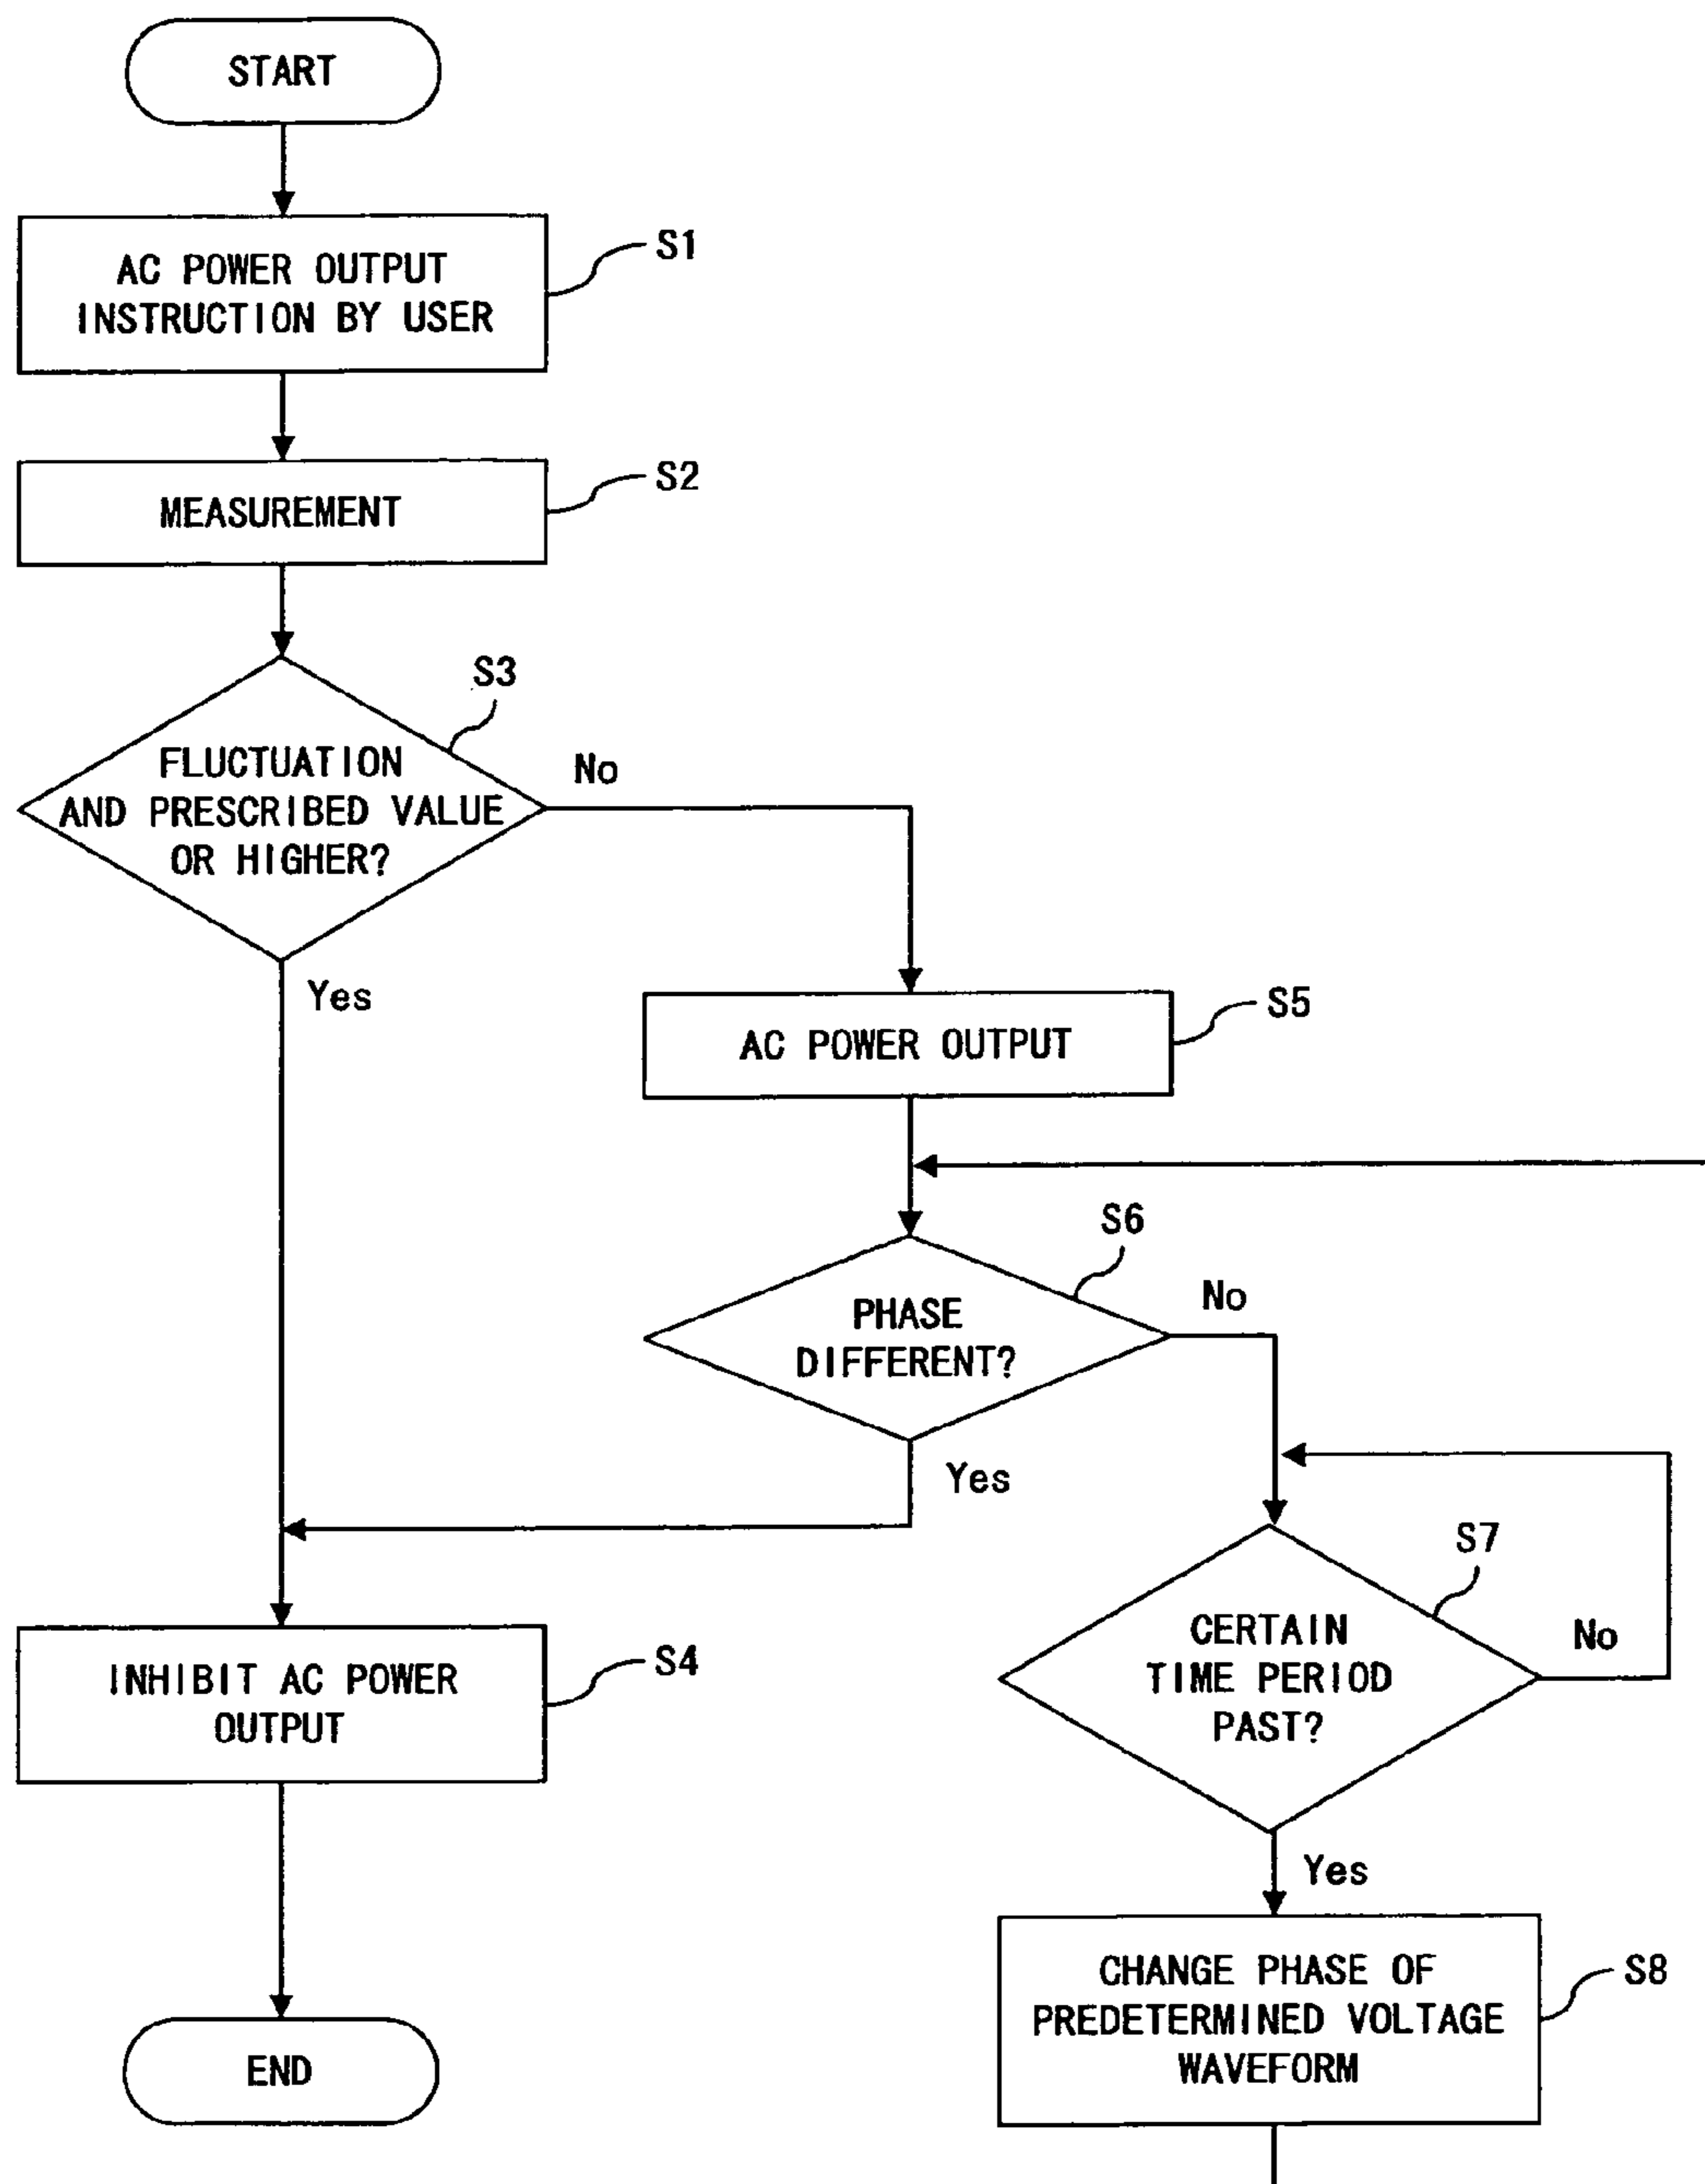 START
AC POWER OUTPUT
INSTRUCTION BY USER
S1
MEASUREMENT
S2
S3
FLUCTUATION
AND PRESCRIBED VALUE
OR HIGHER?
No
Yes
AC POWER OUTPUT
S5
S6
PHASE
DIFFERENT?
No
Yes
S7
CERTAIN
TIME PERIOD
PAST?
No
Yes
INHIBIT AC POWER
OUTPUT
S4
CHANGE PHASE OF
PREDETERMINED VOLTAGE
WAVEFORM
S8
END